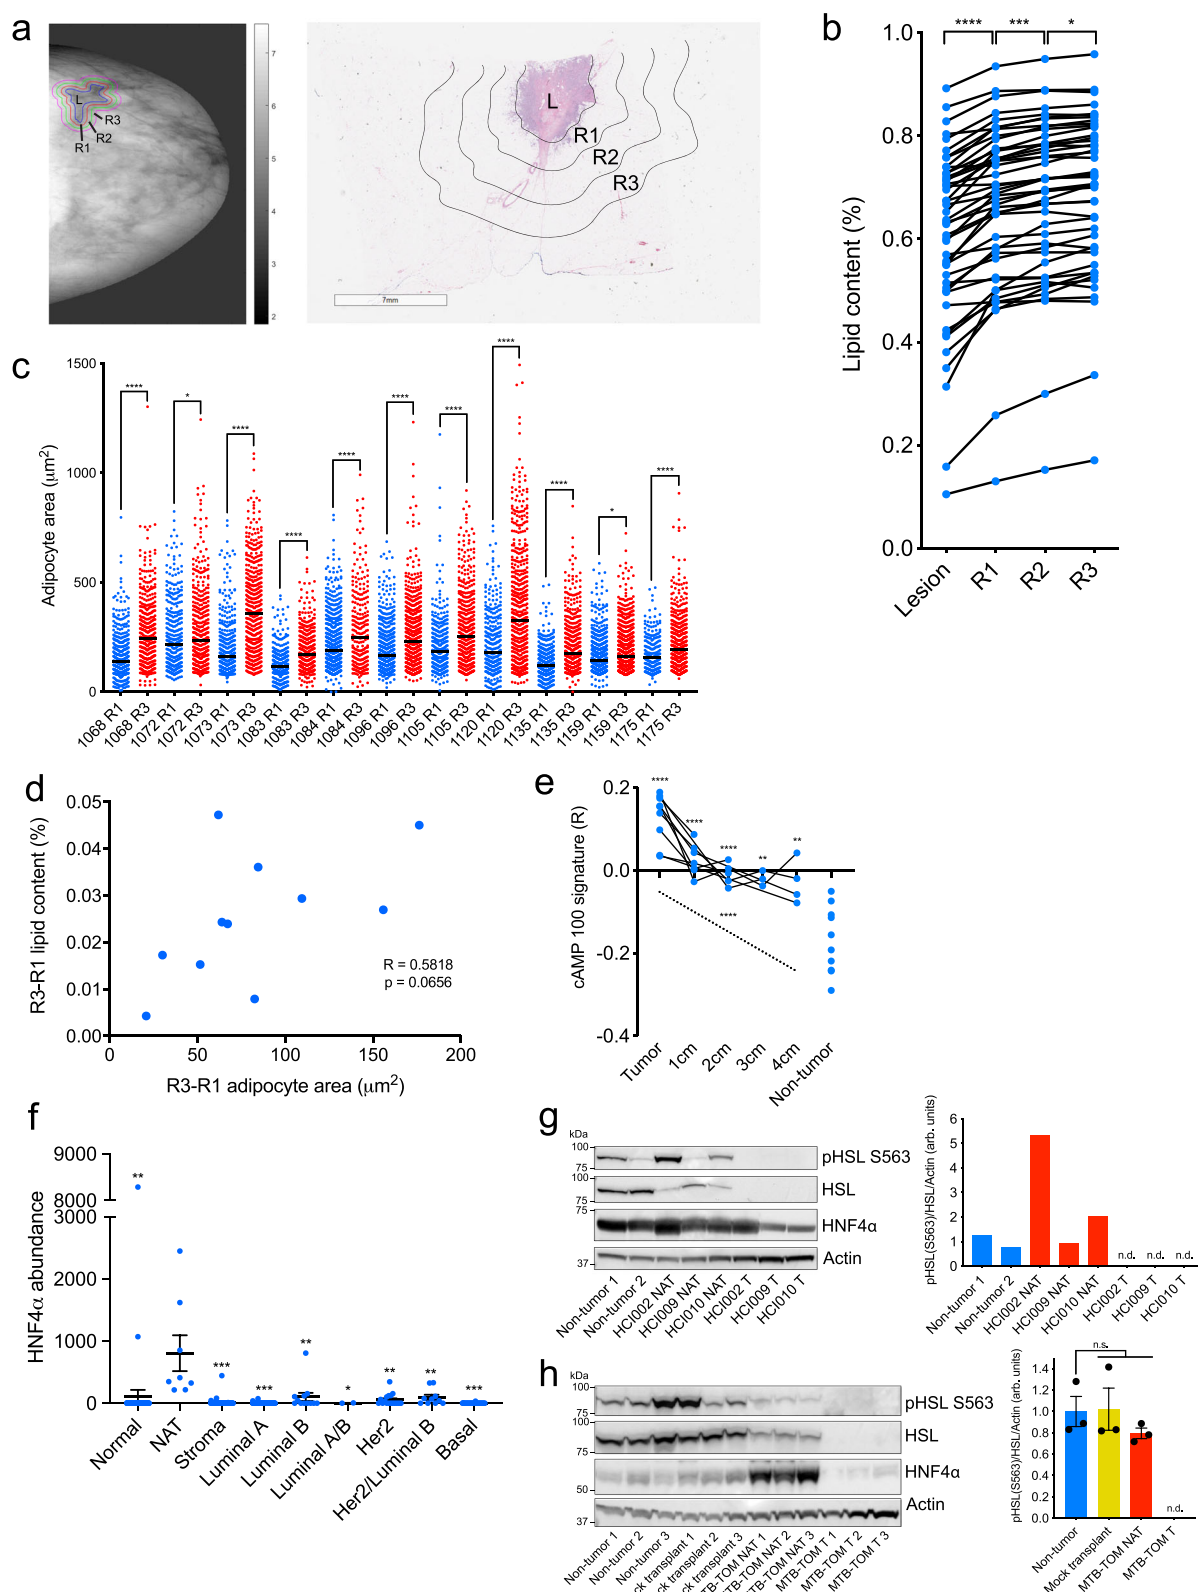 a
L
R3
R2
R1
7
6
5
4
3
2
L
R1
R2
R3
7mm
b
**** *** *
Lipid content (%)
1.0
0.8
0.6
0.4
0.2
0.0
Lesion R1 R2 R3
c
Adipocyte area (μm2)
1500
1000
500
0
**** * **** **** **** **** **** **** **** * ****
1068 R1 1068 R3 1072 R1 1072 R3 1073 R1 1073 R3 1083 R1 1083 R3 1084 R1 1084 R3 1096 R1 1096 R3 1105 R1 1105 R3 1120 R1 1120 R3 1135 R1 1135 R3 1159 R1 1159 R3 1175 R1 1175 R3
d
R3-R1 lipid content (%)
0.05
0.04
0.03
0.02
0.01
0.00
R = 0.5818
p = 0.0656
0 50 100 150 200
R3-R1 adipocyte area (μm2)
e
cAMP 100 signature (R)
0.2
0.0
-0.2
-0.4
**** **** **** ** **
****
Tumor 1cm 2cm 3cm 4cm Non-tumor
f
HNF4α abundance
9000
8000
3000
2000
1000
0
** *** *** ** * ** ** ***
Normal NAT Stroma Luminal A Luminal B Luminal A/B Her2 Her2/Luminal B Basal
g
kDa
100
75
pHSL S563
100
75
HSL
75
HNF4α
37
Actin
Non-tumor 1 Non-tumor 2 HCI002 NAT HCI009 NAT HCI010 NAT HCI002 T HCI009 T HCI010 T
pHSL(S563)/HSL/Actin (arb. units)
6
5
4
3
2
1
0
n.d. n.d. n.d.
Non-tumor 1 Non-tumor 2 HCI002 NAT HCI009 NAT HCI010 NAT HCI002 T HCI009 T HCI010 T
h
kDa
100
75
pHSL S563
100
75
HSL
75
50
HNF4α
37
Actin
Non-tumor 1 Non-tumor 2 Non-tumor 3 ck transplant 1 ck transplant 2 ck transplant 3 TB-TOM NAT 1 MTB-TOM NAT 2 MTB-TOM NAT 3 MTB-TOM T 1 MTB-TOM T 2 MTB-TOM T 3
pHSL(S563)/HSL/Actin (arb. units)
1.4
1.2
1.0
0.8
0.6
0.4
0.2
0.0
n.s.
n.d.
Non-tumor Mock transplant MTB-TOM NAT MTB-TOM T